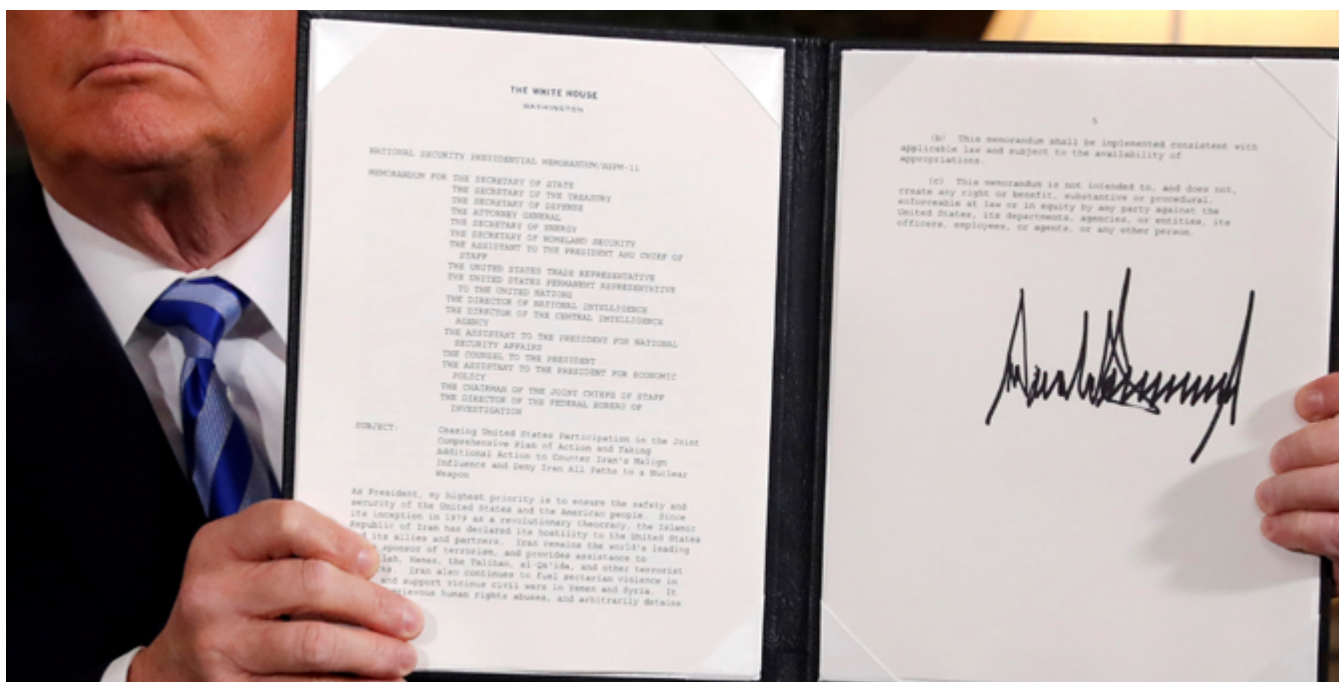 THE WHITE HOUSE
WASHINGTON
NATIONAL SECURITY PRESIDENTIAL MEMORANDUM/NSPM-11
MEMORANDUM FOR THE SECRETARY OF STATE
THE SECRETARY OF THE TREASURY
THE SECRETARY OF DEFENSE
THE ATTORNEY GENERAL
THE SECRETARY OF ENERGY
THE SECRETARY OF HOMELAND SECURITY
THE ASSISTANT TO THE PRESIDENT AND CHIEF OF
STAFF
THE UNITED STATES TRADE REPRESENTATIVE
THE UNITED STATES PERMANENT REPRESENTATIVE
TO THE UNITED NATIONS
THE DIRECTOR OF NATIONAL INTELLIGENCE
THE DIRECTOR OF THE CENTRAL INTELLIGENCE
AGENCY
THE ASSISTANT TO THE PRESIDENT FOR NATIONAL
SECURITY AFFAIRS
THE COUNSEL TO THE PRESIDENT
THE ASSISTANT TO THE PRESIDENT FOR ECONOMIC
POLICY
THE CHAIRMAN OF THE JOINT CHIEFS OF STAFF
THE DIRECTOR OF THE FEDERAL BUREAU OF
INVESTIGATION
SUBJECT: Ceasing United States Participation in the Joint
Comprehensive Plan of Action and Taking
Additional Action to Counter Iran's Malign
Influence and Deny Iran All Paths to a Nuclear
Weapon
As President, my highest priority is to ensure the safety and
security of the United States and the American people. Since
its inception in 1979 as a revolutionary theocracy, the Islamic
Republic of Iran has declared its hostility to the United States
its allies and partners. Iran remains the world's leading
sponsor of terrorism, and provides assistance to
Hamas, the Taliban, al-Qa'ida, and other terrorist
Iran also continues to fuel sectarian violence in
and support vicious civil wars in Yemen and Syria. It
human rights abuses, and arbitrarily detains
5
(b) This memorandum shall be implemented consistent with
applicable law and subject to the availability of
appropriations.
(c) This memorandum is not intended to, and does not,
create any right or benefit, substantive or procedural,
enforceable at law or in equity by any party against the
United States, its departments, agencies, or entities, its
officers, employees, or agents, or any other person.